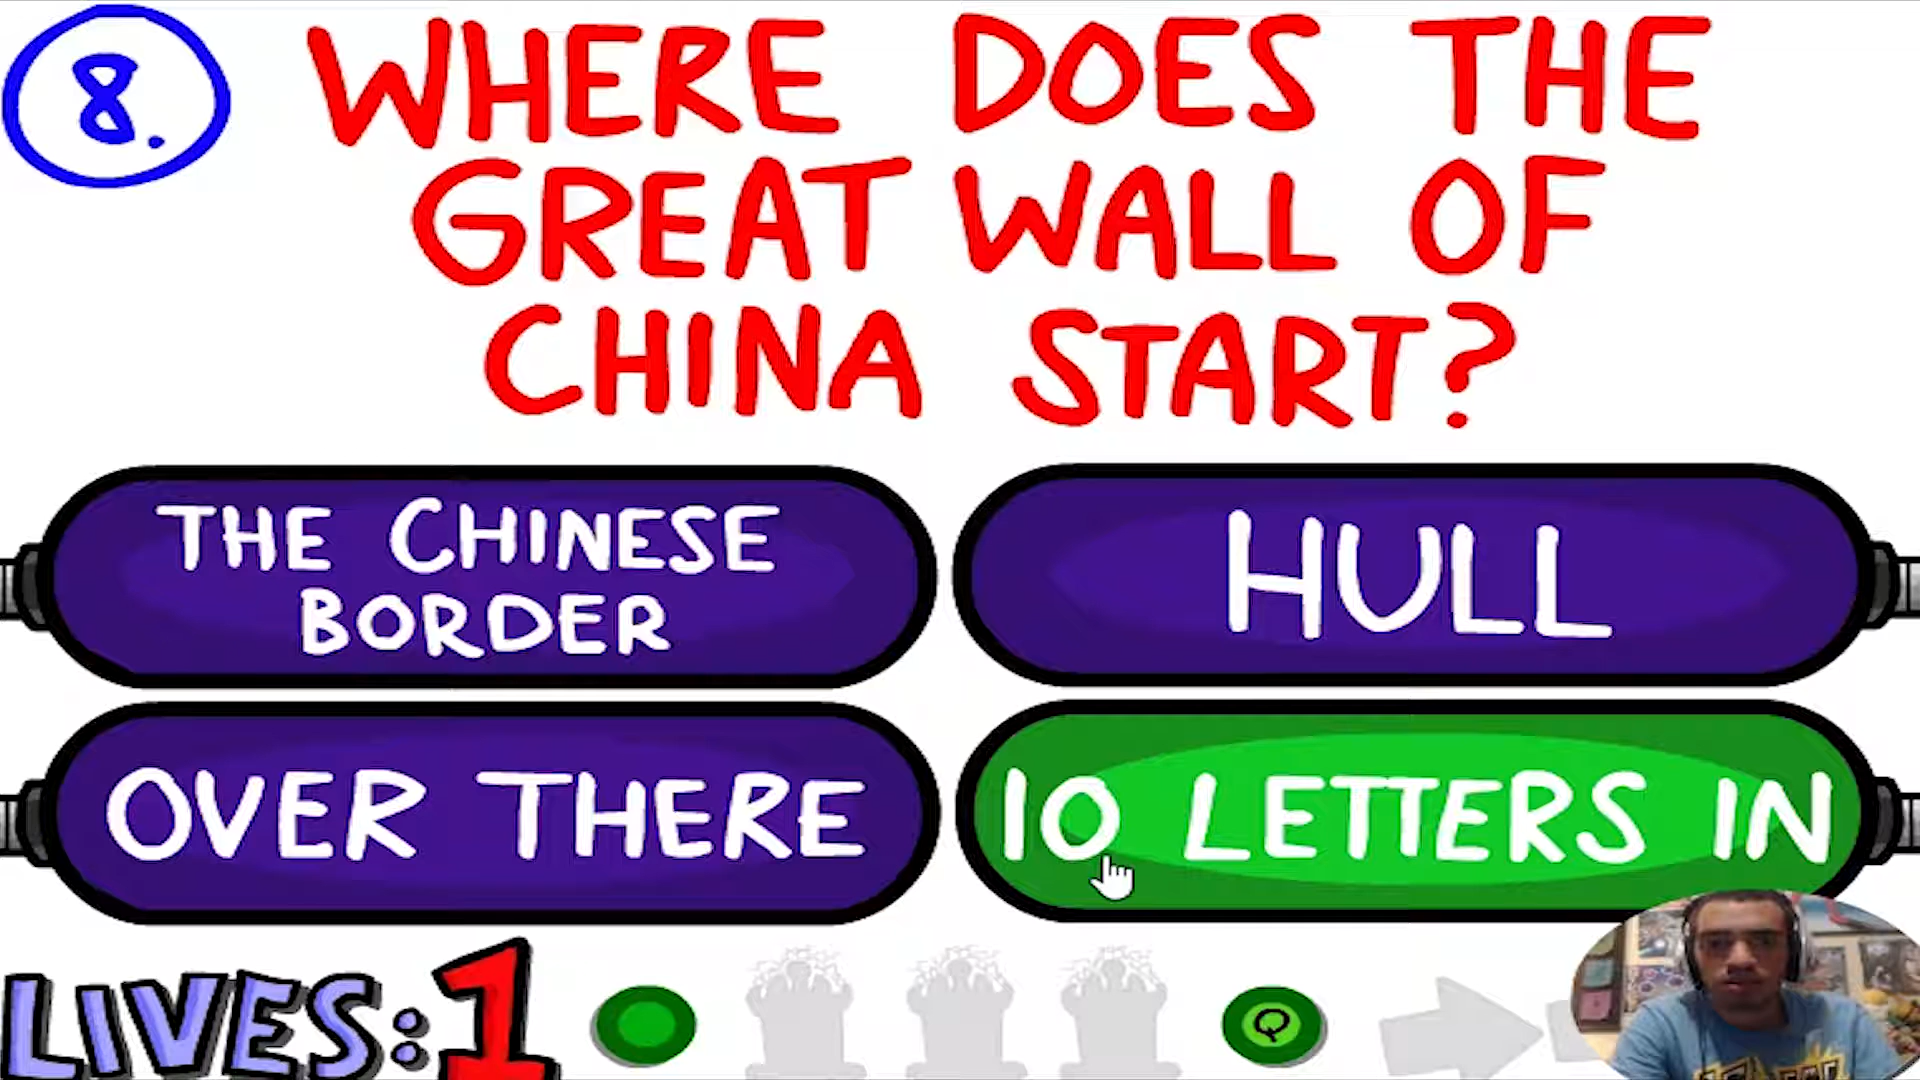 8.
WHERE DOES THE
GREAT WALL OF
CHINA START?
THE CHINESE
BORDER
HULL
OVER THERE
10 LETTERS IN
LIVES: 1
Q